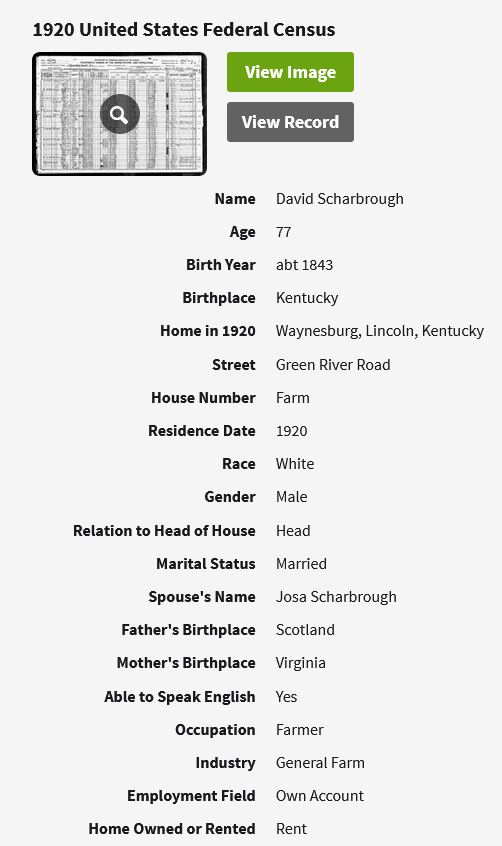 1920 United States Federal Census
View Image
View Record
Name David Scharbrough
Age 77
Birth Year abt 1843
Birthplace Kentucky
Home in 1920 Waynesburg, Lincoln, Kentucky
Street Green River Road
House Number Farm
Residence Date 1920
Race White
Gender Male
Relation to Head of House Head
Marital Status Married
Spouse's Name Josa Scharbrough
Father's Birthplace Scotland
Mother's Birthplace Virginia
Able to Speak English Yes
Occupation Farmer
Industry General Farm
Employment Field Own Account
Home Owned or Rented Rent